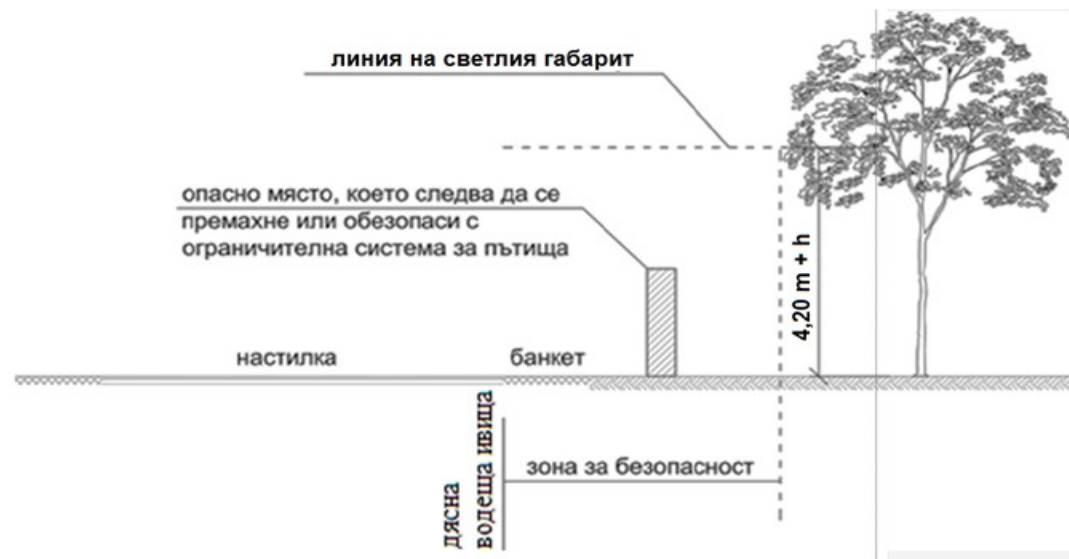 линия на светлия габарит
опасно място, което следва да се
премахне или обезопаси с
ограничителна система за пътища
4,20 m + h
настилка
банкет
дясна
водеща ивица
зона за безопасност